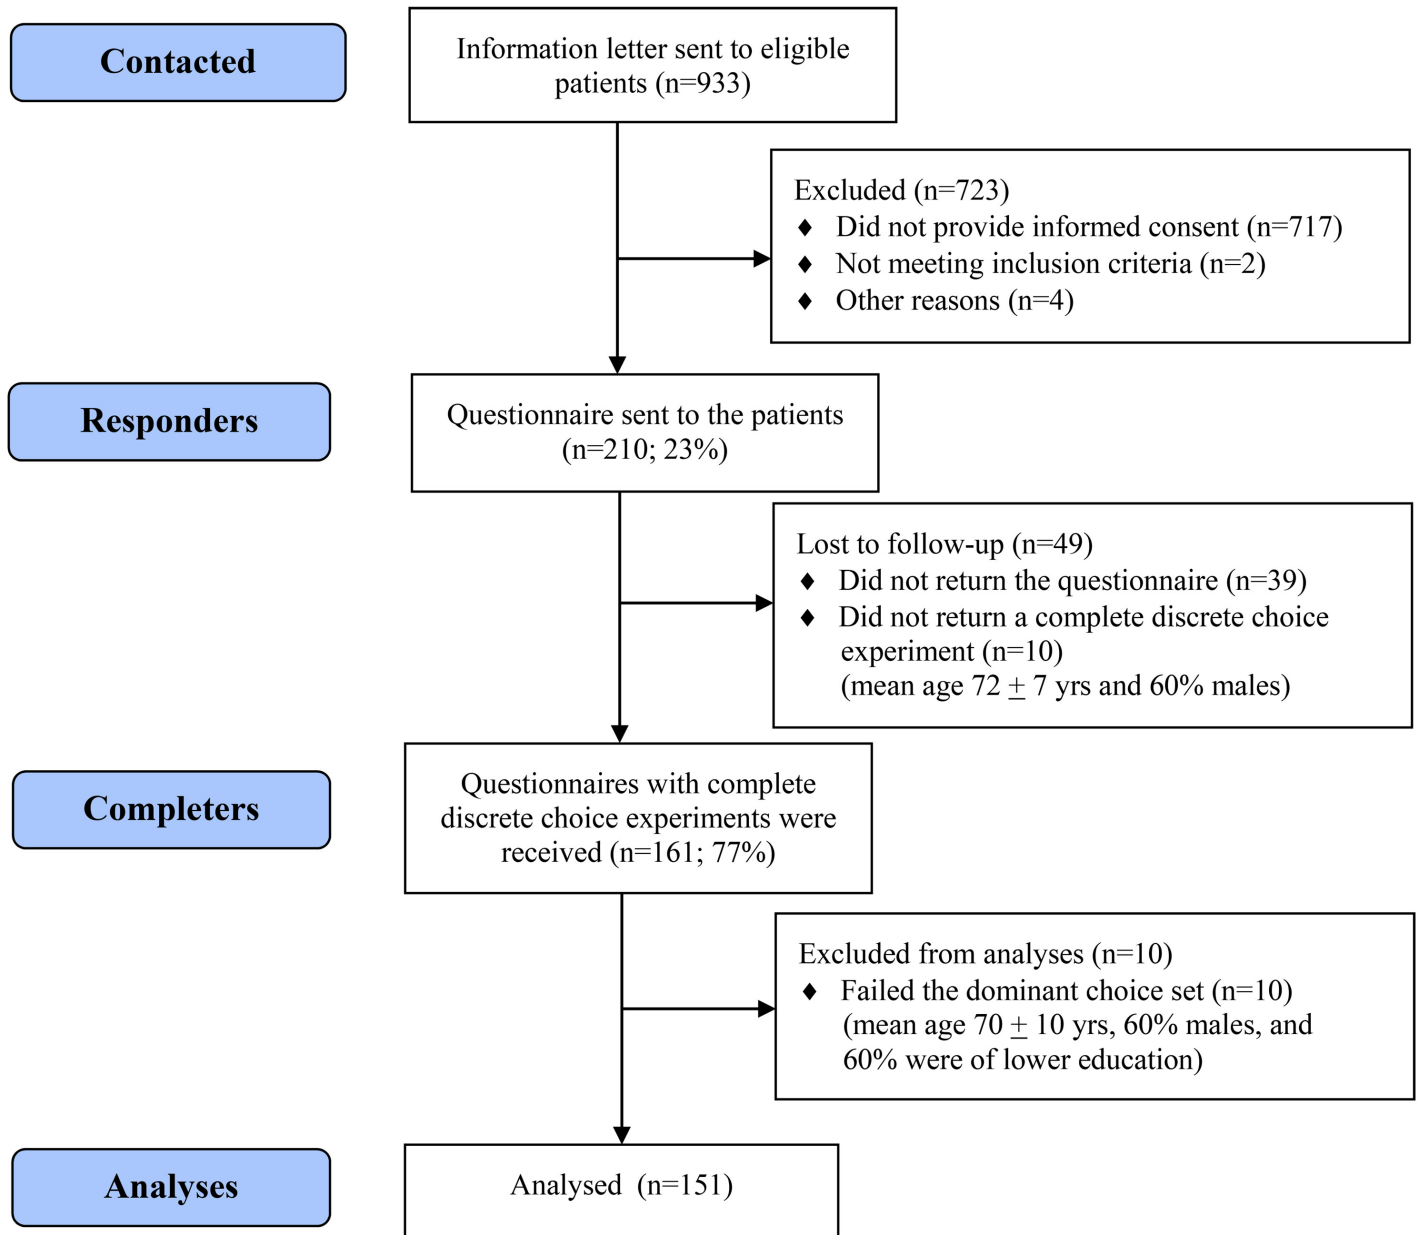 Contacted
Information letter sent to eligible
patients (n=933)
Excluded (n=723)
♦ Did not provide informed consent (n=717)
♦ Not meeting inclusion criteria (n=2)
♦ Other reasons (n=4)
Responders
Questionnaire sent to the patients
(n=210; 23%)
Lost to follow-up (n=49)
♦ Did not return the questionnaire (n=39)
♦ Did not return a complete discrete choice
experiment (n=10)
(mean age 72 ± 7 yrs and 60% males)
Completers
Questionnaires with complete
discrete choice experiments were
received (n=161; 77%)
Excluded from analyses (n=10)
♦ Failed the dominant choice set (n=10)
(mean age 70 ± 10 yrs, 60% males, and
60% were of lower education)
Analyses
Analysed (n=151)